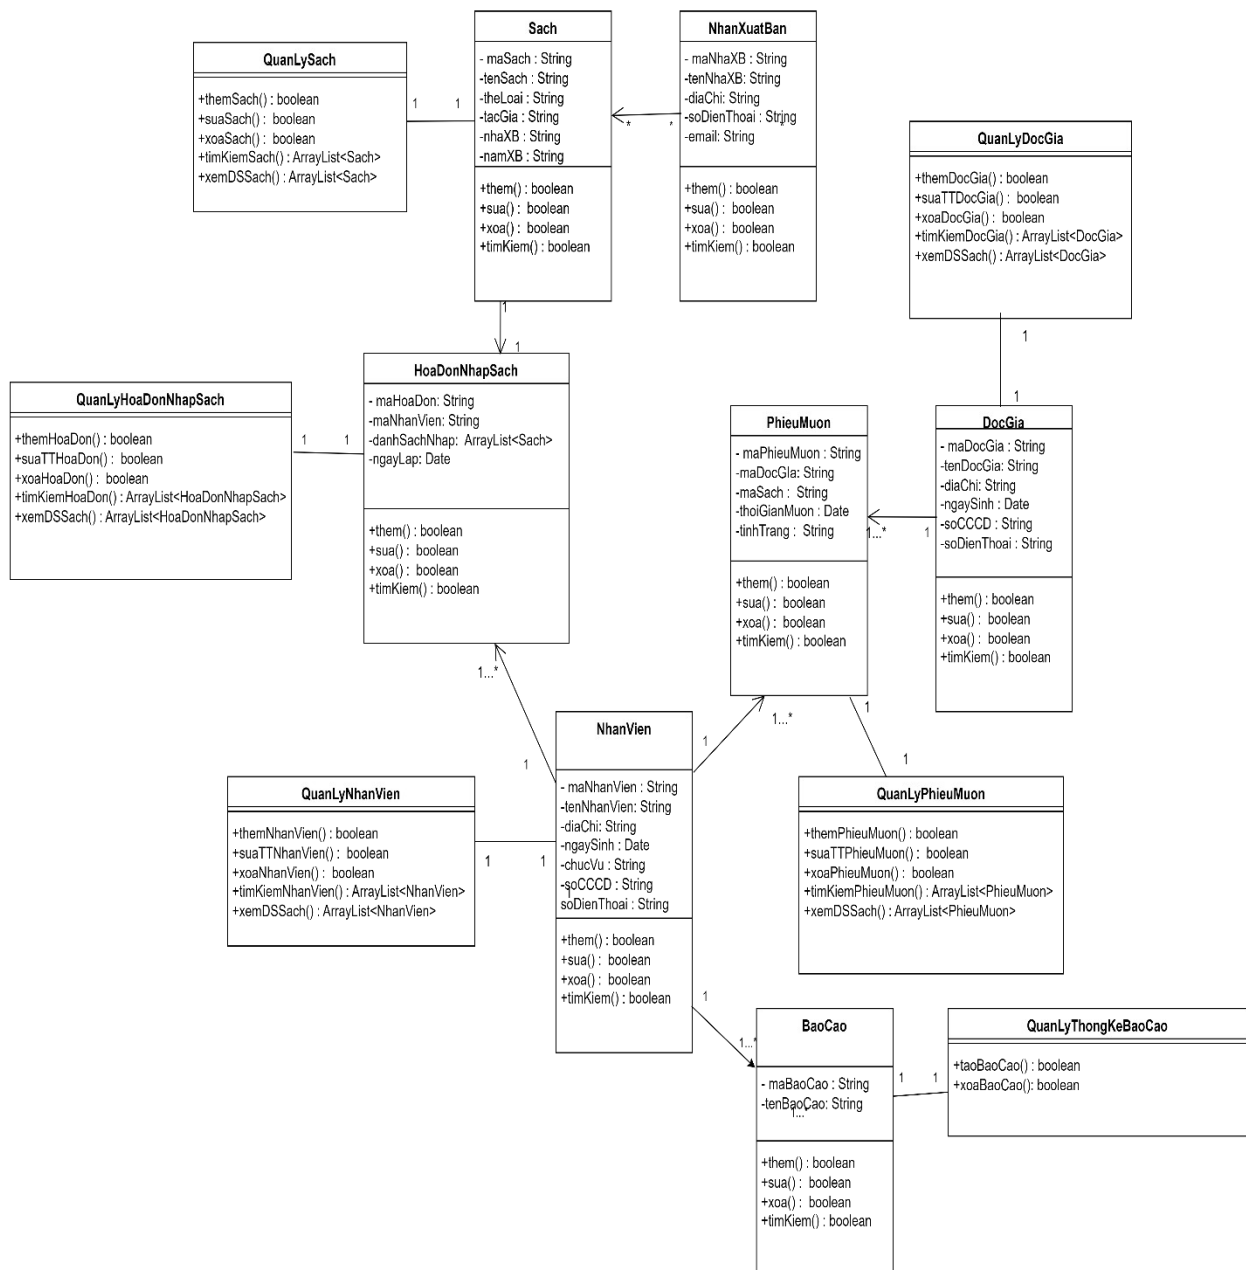 Sach
- maSach : String
-tenSach : String
-theLoai : String
-tacGia : String
-nhaXB : String
-namXB : String
+them() : boolean
+sua() :  boolean
+xoa() :  boolean
+timKiem() : boolean
NhanXuatBan
- maNhaXB : String
-tenNhaXB: String
-diaChi: String
-soDienThoai : String
*
-email: String
+them() : boolean
+sua() :  boolean
+xoa() :  boolean
+timKiem() : boolean
QuanLySach
+themSach() : boolean
+suaSach() :  boolean
+xoaSach() :  boolean
+timKiemSach() : ArrayList<Sach>
+xemDSSach() : ArrayList<Sach>
1
1
*
*
QuanLyDocGia
+themDocGia() : boolean
+suaTTDocGia() :  boolean
+xoaDocGia() :  boolean
+timKiemDocGia() : ArrayList<DocGia>
+xemDSSach() : ArrayList<DocGia>
1
1
1
1
HoaDonNhapSach
- maHoaDon: String
-maNhanVien: String
-danhSachNhap:  ArrayList<Sach>
-ngayLap: Date
+them() : boolean
+sua() :  boolean
+xoa() :  boolean
+timKiem() : boolean
QuanLyHoaDonNhapSach
+themHoaDon() : boolean
+suaTTHoaDon() :  boolean
+xoaHoaDon() :  boolean
+timKiemHoaDon() : ArrayList<HoaDonNhapSach>
+xemDSSach() : ArrayList<HoaDonNhapSach>
1
1
PhieuMuon
- maPhieuMuon : String
-maDocGIa: String
-maSach :  String
-thoiGianMuon : Date
-tinhTrang :  String
+them() : boolean
+sua() :  boolean
+xoa() :  boolean
+timKiem() : boolean
DocGia
- maDocGia : String
-tenDocGia: String
-diaChi: String
-ngaySinh : Date
-soCCCD : String
-soDienThoai : String
+them() : boolean
+sua() :  boolean
+xoa() :  boolean
+timKiem() : boolean
1...*
1
1...*
1
1...*
1
1
1
NhanVien
- maNhanVien : String
-tenNhanVien: String
-diaChi: String
-ngaySinh : Date
-chucVu : String
-soCCCD : String
soDienThoai : String
+them() : boolean
+sua() :  boolean
+xoa() :  boolean
+timKiem() : boolean
QuanLyNhanVien
+themNhanVien() : boolean
+suaTTNhanVien() :  boolean
+xoaNhanVien() :  boolean
+timKiemNhanVien() : ArrayList<NhanVien>
+xemDSSach() : ArrayList<NhanVien>
1
1
1
QuanLyPhieuMuon
+themPhieuMuon() : boolean
+suaTTPhieuMuon() :  boolean
+xoaPhieuMuon() :  boolean
+timKiemPhieuMuon() : ArrayList<PhieuMuon>
+xemDSSach() : ArrayList<PhieuMuon>
1
1...*
BaoCao
- maBaoCao : String
-tenBaoCao: String
1...*
+them() : boolean
+sua() :  boolean
+xoa() :  boolean
+timKiem() : boolean
1
1
QuanLyThongKeBaoCao
+taoBaoCao() : boolean
+xoaBaoCao(): boolean